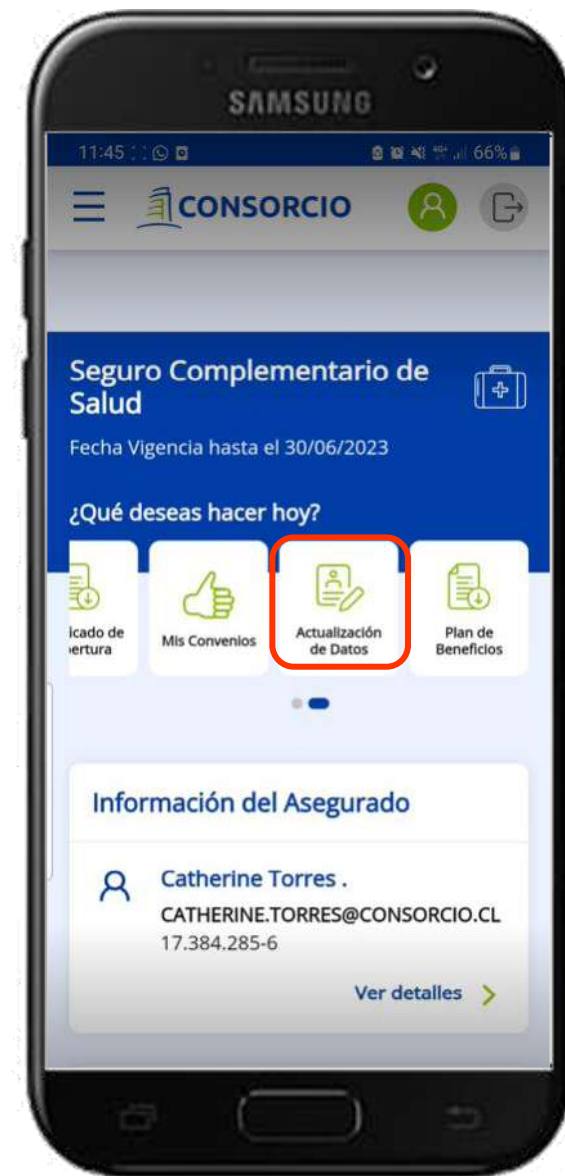 SAMSUNG
11:45
66%
CONSORCIO
Seguro Complementario de
Salud
Fecha Vigencia hasta el 30/06/2023
¿Qué deseas hacer hoy?
icado de
ertura
Mis Convenios
Actualización
de Datos
Plan de
Beneficios
Información del Asegurado
Catherine Torres .
CATHERINE.TORRES@CONSORCIO.CL
17.384.285-6
Ver detalles